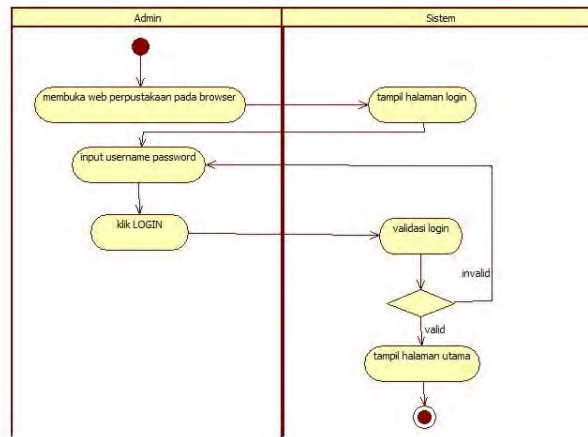 Admin
Sistem
membuka web perpustakaan pada browser
tampil halaman login
input username password
klik LOGIN
validasi login
invalid
valid
tampil halaman utama